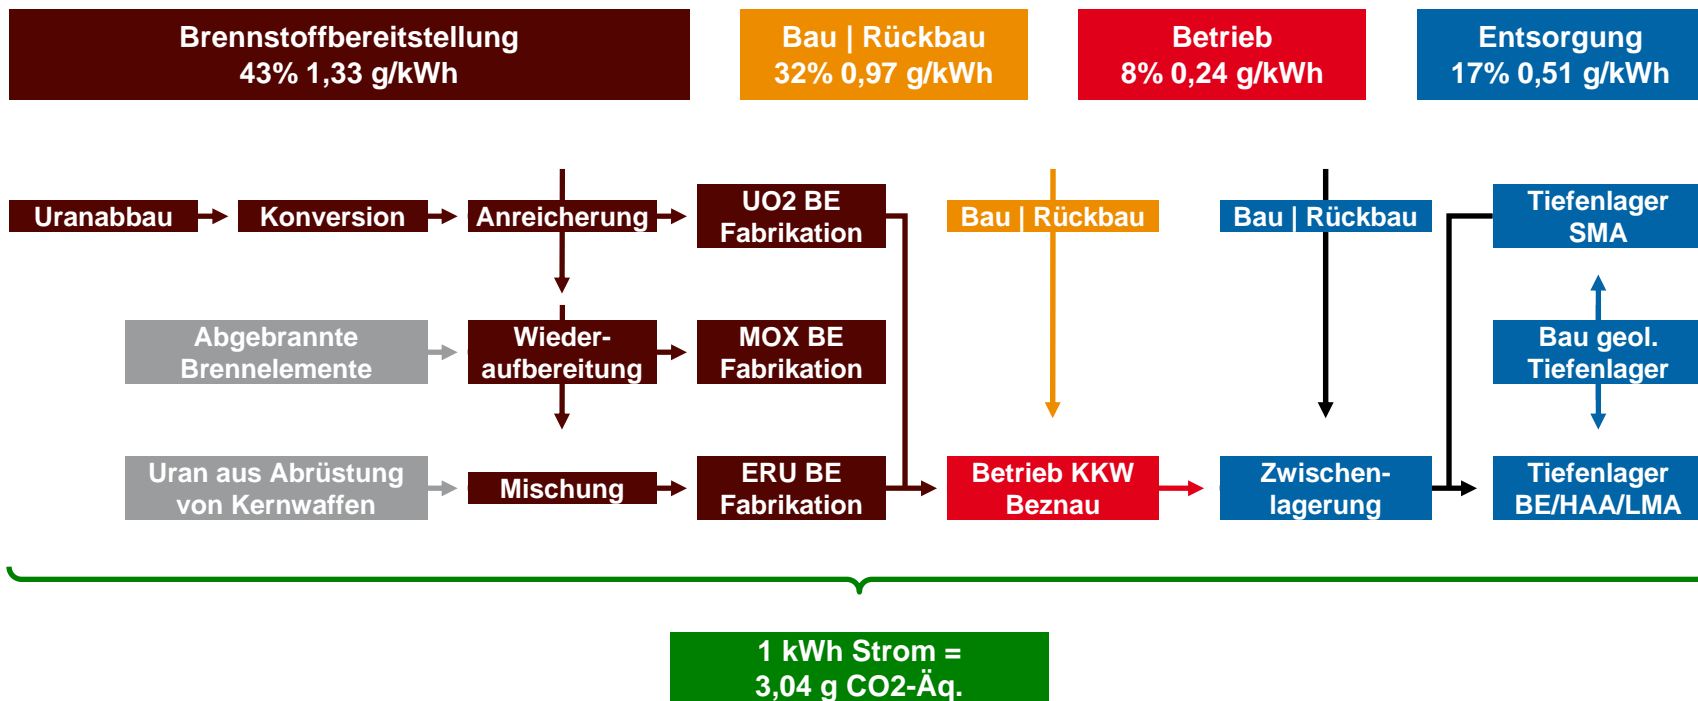 Brennstoffbereitstellung
43% 1,33 g/kWh
Bau | Rückbau
32% 0,97 g/kWh
Betrieb
8% 0,24 g/kWh
Entsorgung
17% 0,51 g/kWh
Uranabbau
Konversion
Anreicherung
UO2 BE
Fabrikation
Bau | Rückbau
Bau | Rückbau
Tiefenlager
SMA
Abgebrannte
Brennelemente
Wieder-
aufbereitung
MOX BE
Fabrikation
Bau geol.
Tiefenlager
Uran aus Abrüstung
von Kernwaffen
Mischung
ERU BE
Fabrikation
Betrieb KKW
Beznau
Zwischen-
lagerung
Tiefenlager
BE/HAA/LMA
1 kWh Strom =
3,04 g CO2-Äq.